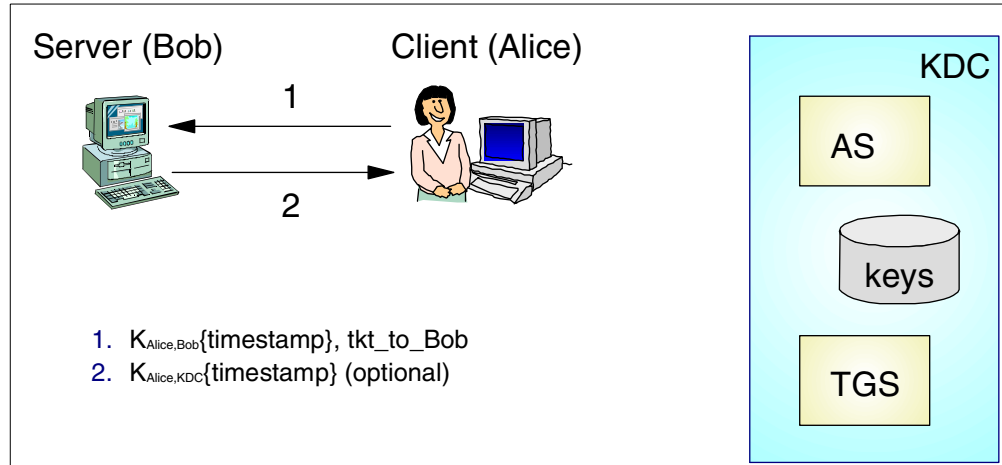 Server (Bob)
Client (Alice)
1
2
KDC
AS
keys
TGS
1. KAlice,Bob{timestamp}, tkt_to_Bob
2. KAlice,KDC{timestamp} (optional)